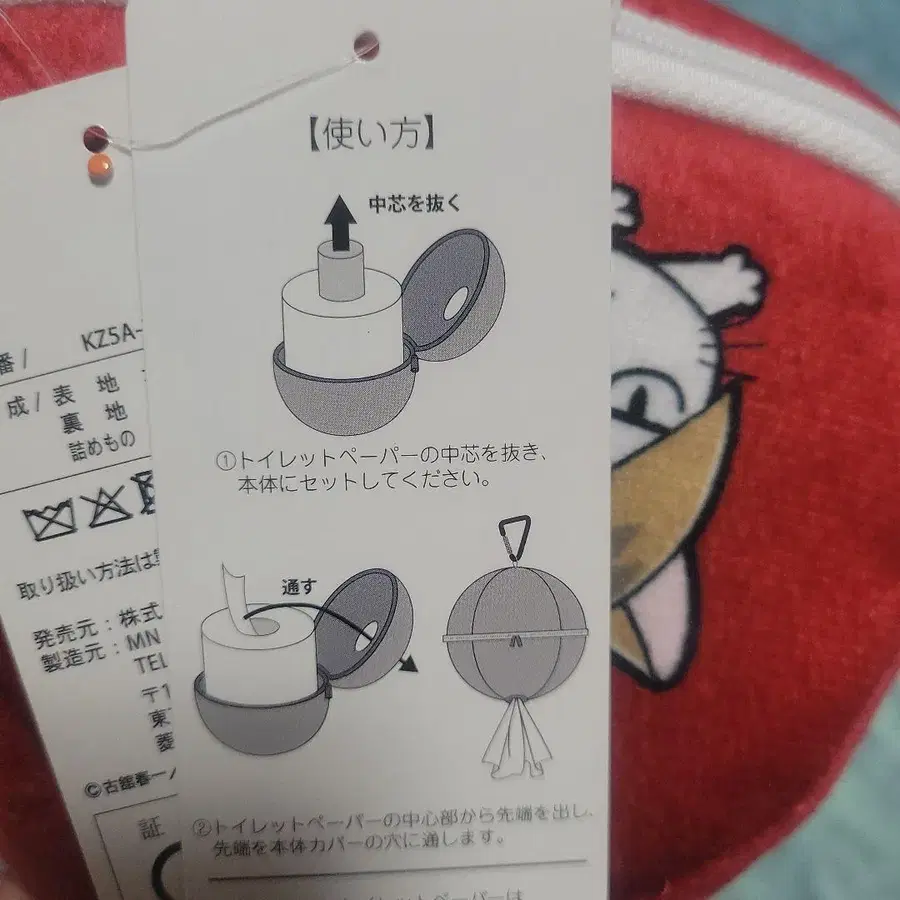 【使い方】
中芯を抜く
①トイレットペーパーの中芯を抜き、
本体にセットしてください。
通す
②トイレットペーパーの中心部から先端を出し、
先端を本体カバーの穴に通します。
番/ KZ5A-
成/表 地
裏 地
詰めもの
取り扱い方法は
発売元:株式
製造元:MN
TEL
〒1
東
菱
©古舘春一/
証